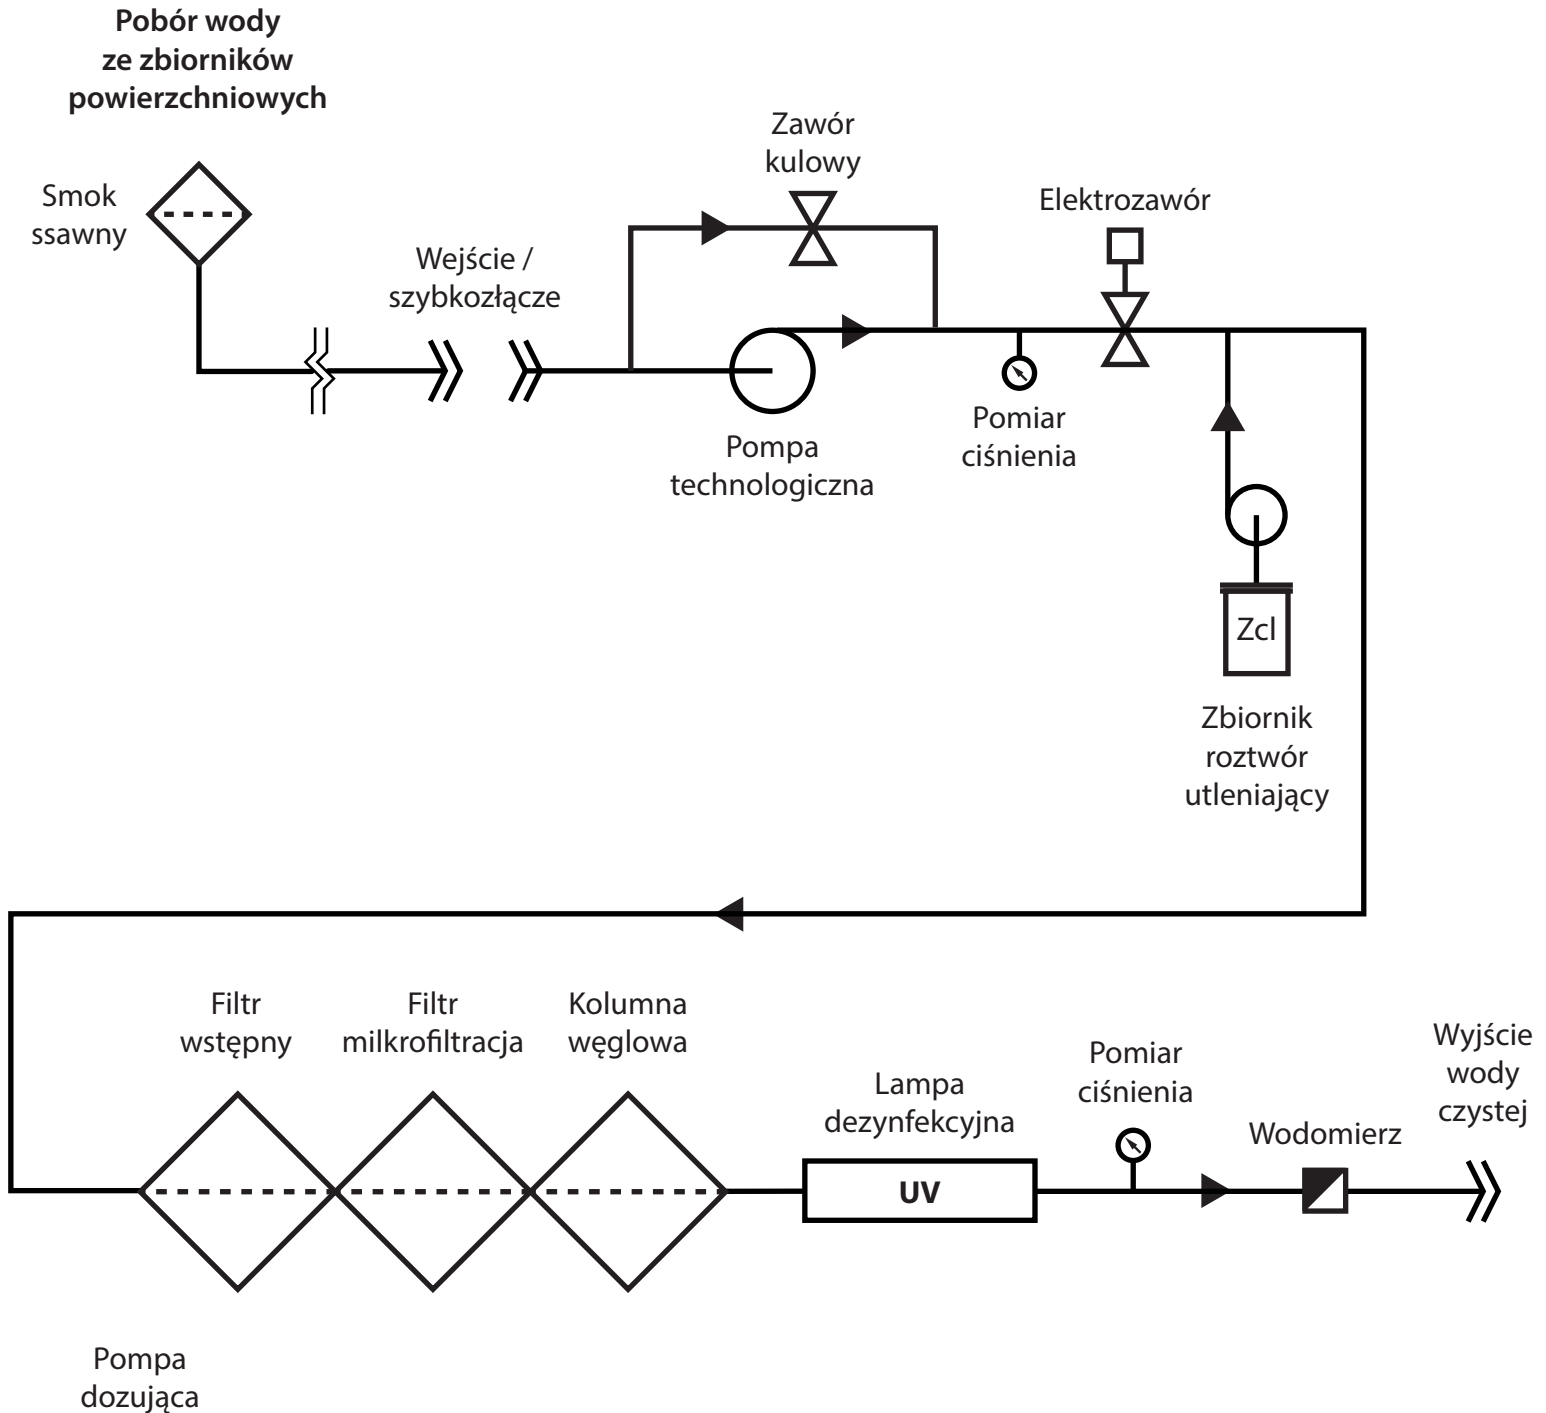 Pobór wody
ze zbiorników
powierzchniowych
Smok
ssawny
Wejście /
szybkozłącze
Zawór
kulowy
Elektrozawór
Pompa
technologiczna
Pomiar
ciśnienia
Zcl
Zbiornik
roztwór
utleniający
Filtr
wstępny
Filtr
milkrofiltracja
Kolumna
węglowa
Lampa
dezynfekcyjna
UV
Pomiar
ciśnienia
Wodomierz
Wyjście
wody
czystej
Pompa
dozująca